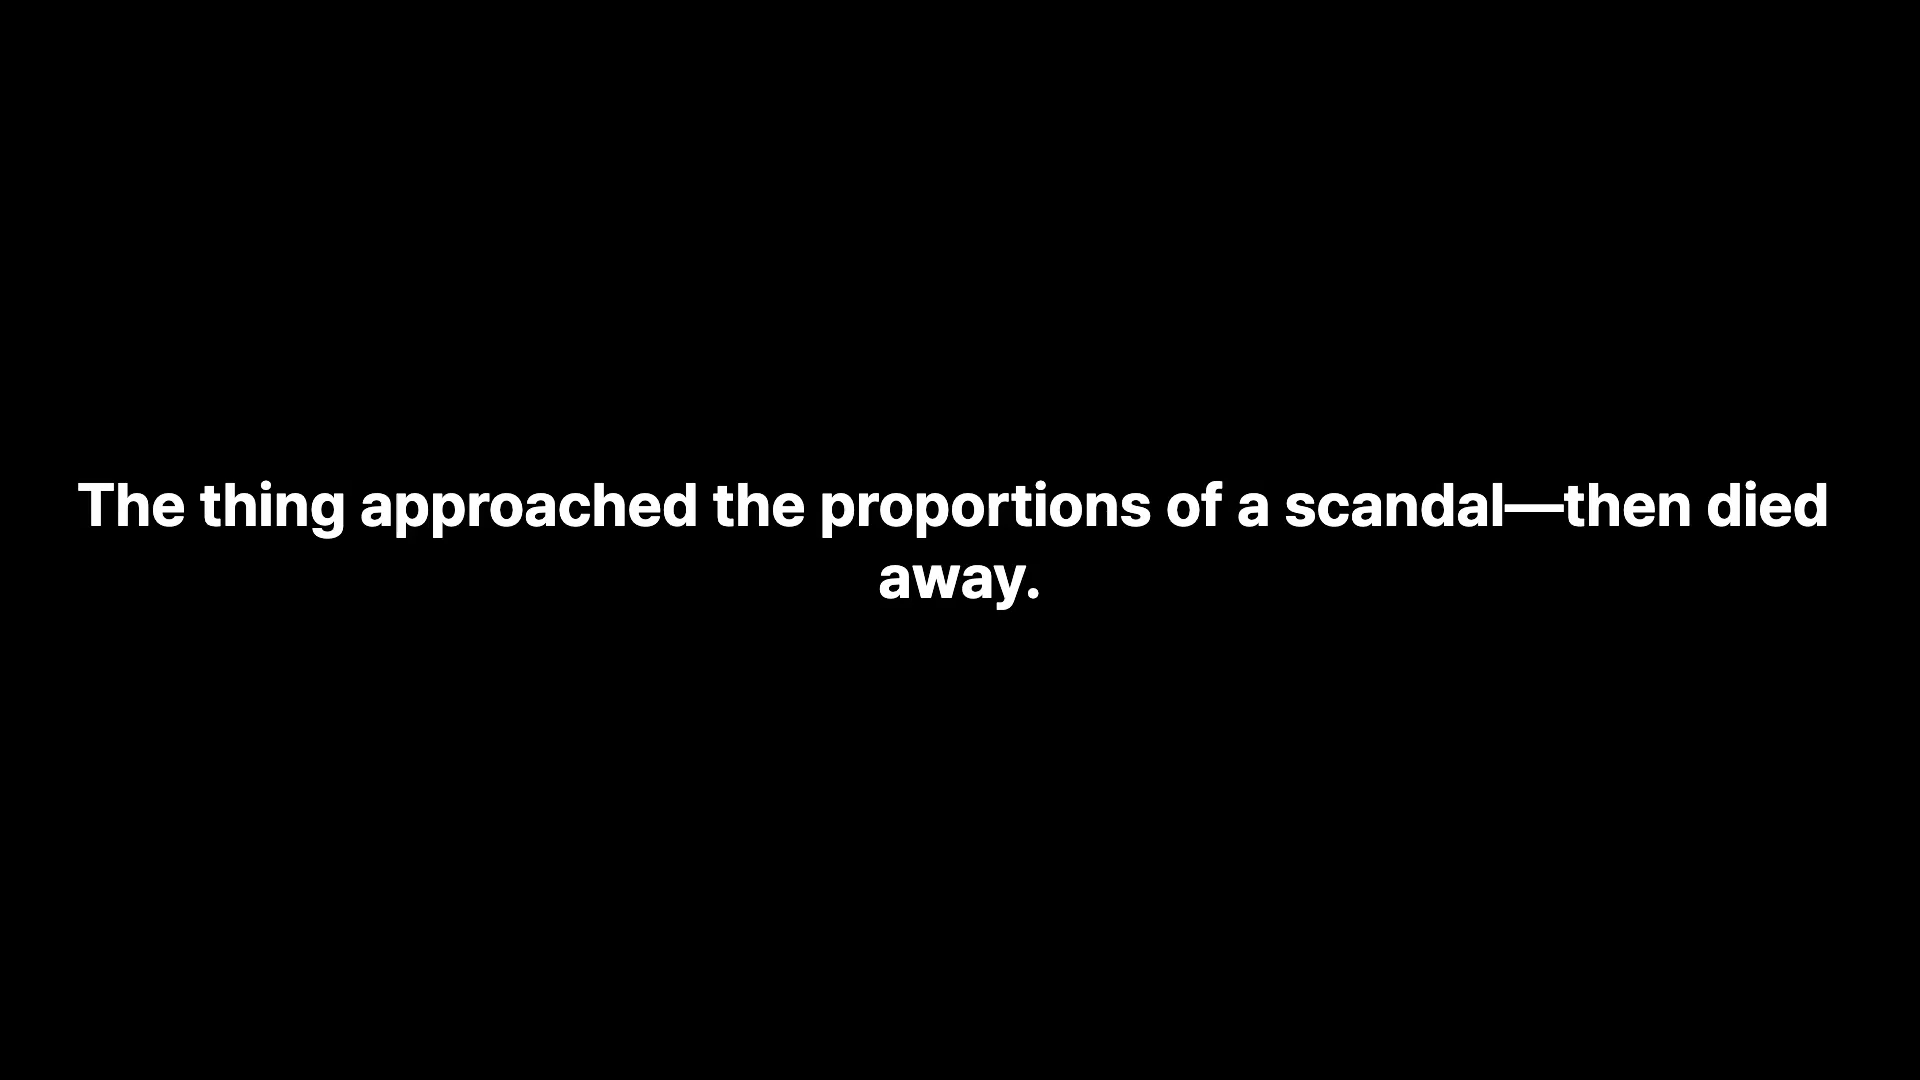 The thing approached the proportions of a scandal—then died
away.